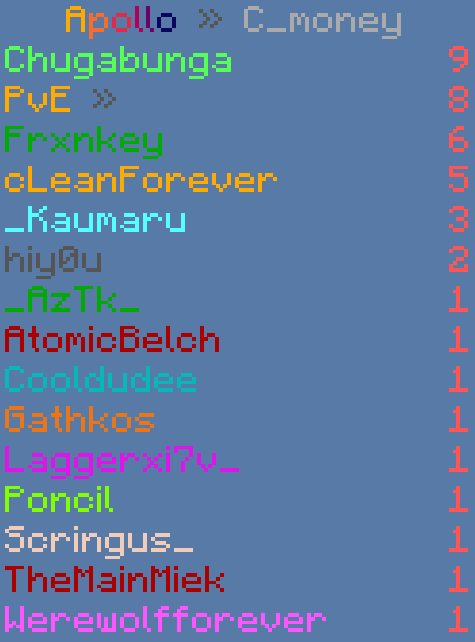 Apollo » C_money
Chugabunga 9
PvE » 8
Frxnkey 6
cLeanForever 5
_Kaumaru 3
hiy0u 2
_AzTk_ 1
AtomicBelch 1
Cooldudee 1
Gathkos 1
Laggerxi7v_ 1
Poncil 1
Scringus_ 1
TheMainMiek 1
Werewolfforever 1